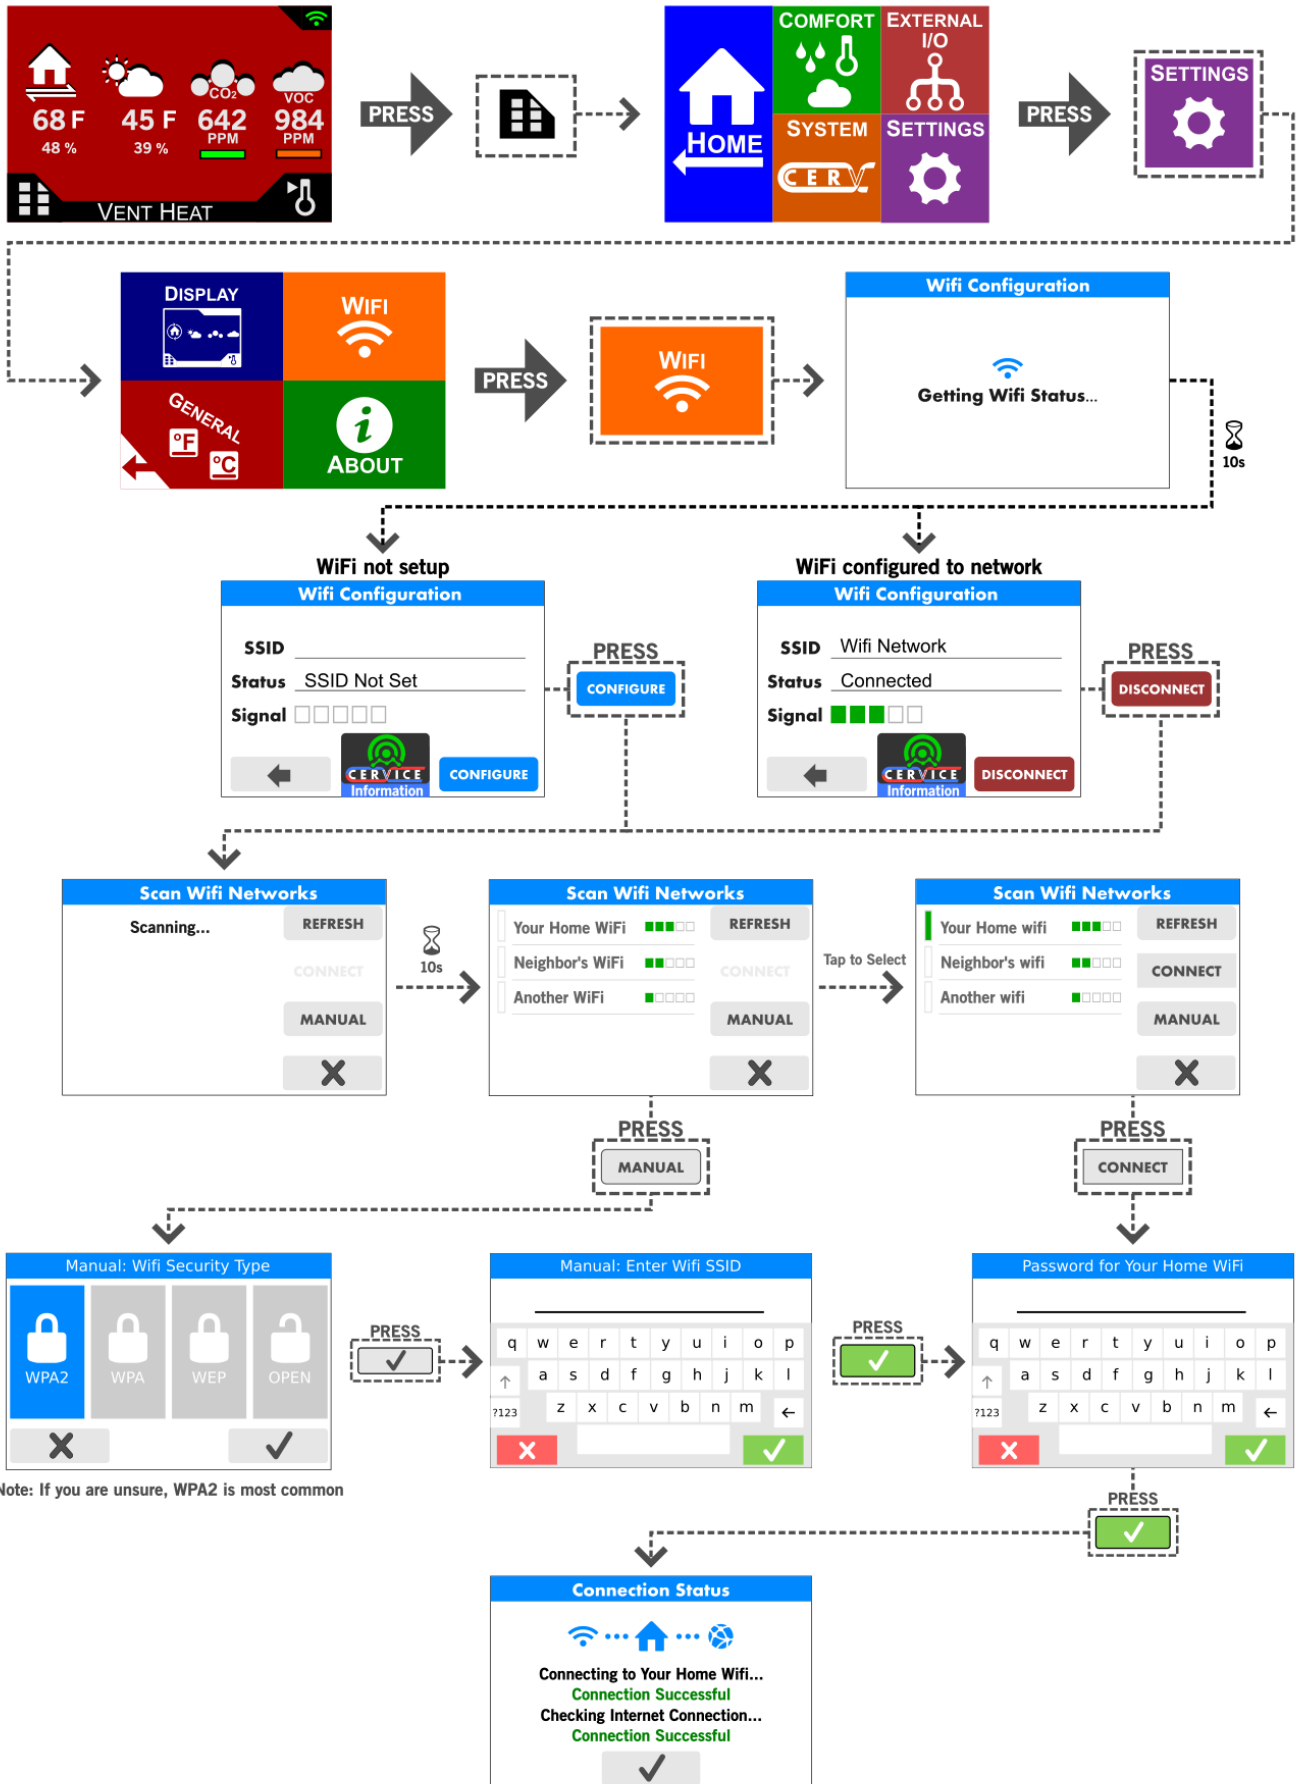 CO2
VOC
68 F
45 F
642
984
PPM
PPM
48 %
39 %
VENT HEAT
PRESS
HOME
COMFORT
EXTERNAL
I/O
SYSTEM
CERV
SETTINGS
PRESS
SETTINGS
DISPLAY
WIFI
GENERAL
°F
°C
i
ABOUT
PRESS
WIFI
Wifi Configuration
Getting Wifi Status...
10s
WiFi not setup
Wifi Configuration
SSID
Status SSID Not Set
Signal
CERVICE
Information
CONFIGURE
PRESS
CONFIGURE
WiFi configured to network
Wifi Configuration
SSID Wifi Network
Status Connected
Signal
CERVICE
Information
DISCONNECT
PRESS
DISCONNECT
Scan Wifi Networks
Scanning...
REFRESH
CONNECT
MANUAL
10s
Scan Wifi Networks
Your Home WiFi
Neighbor's WiFi
Another WiFi
REFRESH
CONNECT
MANUAL
Tap to Select
Scan Wifi Networks
Your Home wifi
Neighbor's wifi
Another wifi
REFRESH
CONNECT
MANUAL
PRESS
MANUAL
PRESS
CONNECT
Manual: Wifi Security Type
WPA2
WPA
WEP
OPEN
Note: If you are unsure, WPA2 is most common
PRESS
Manual: Enter Wifi SSID
q w e r t y u i o p
a s d f g h j k l
?123 z x c v b n m
PRESS
Password for Your Home WiFi
q w e r t y u i o p
a s d f g h j k l
?123 z x c v b n m
PRESS
Connection Status
Connecting to Your Home Wifi...
Connection Successful
Checking Internet Connection...
Connection Successful